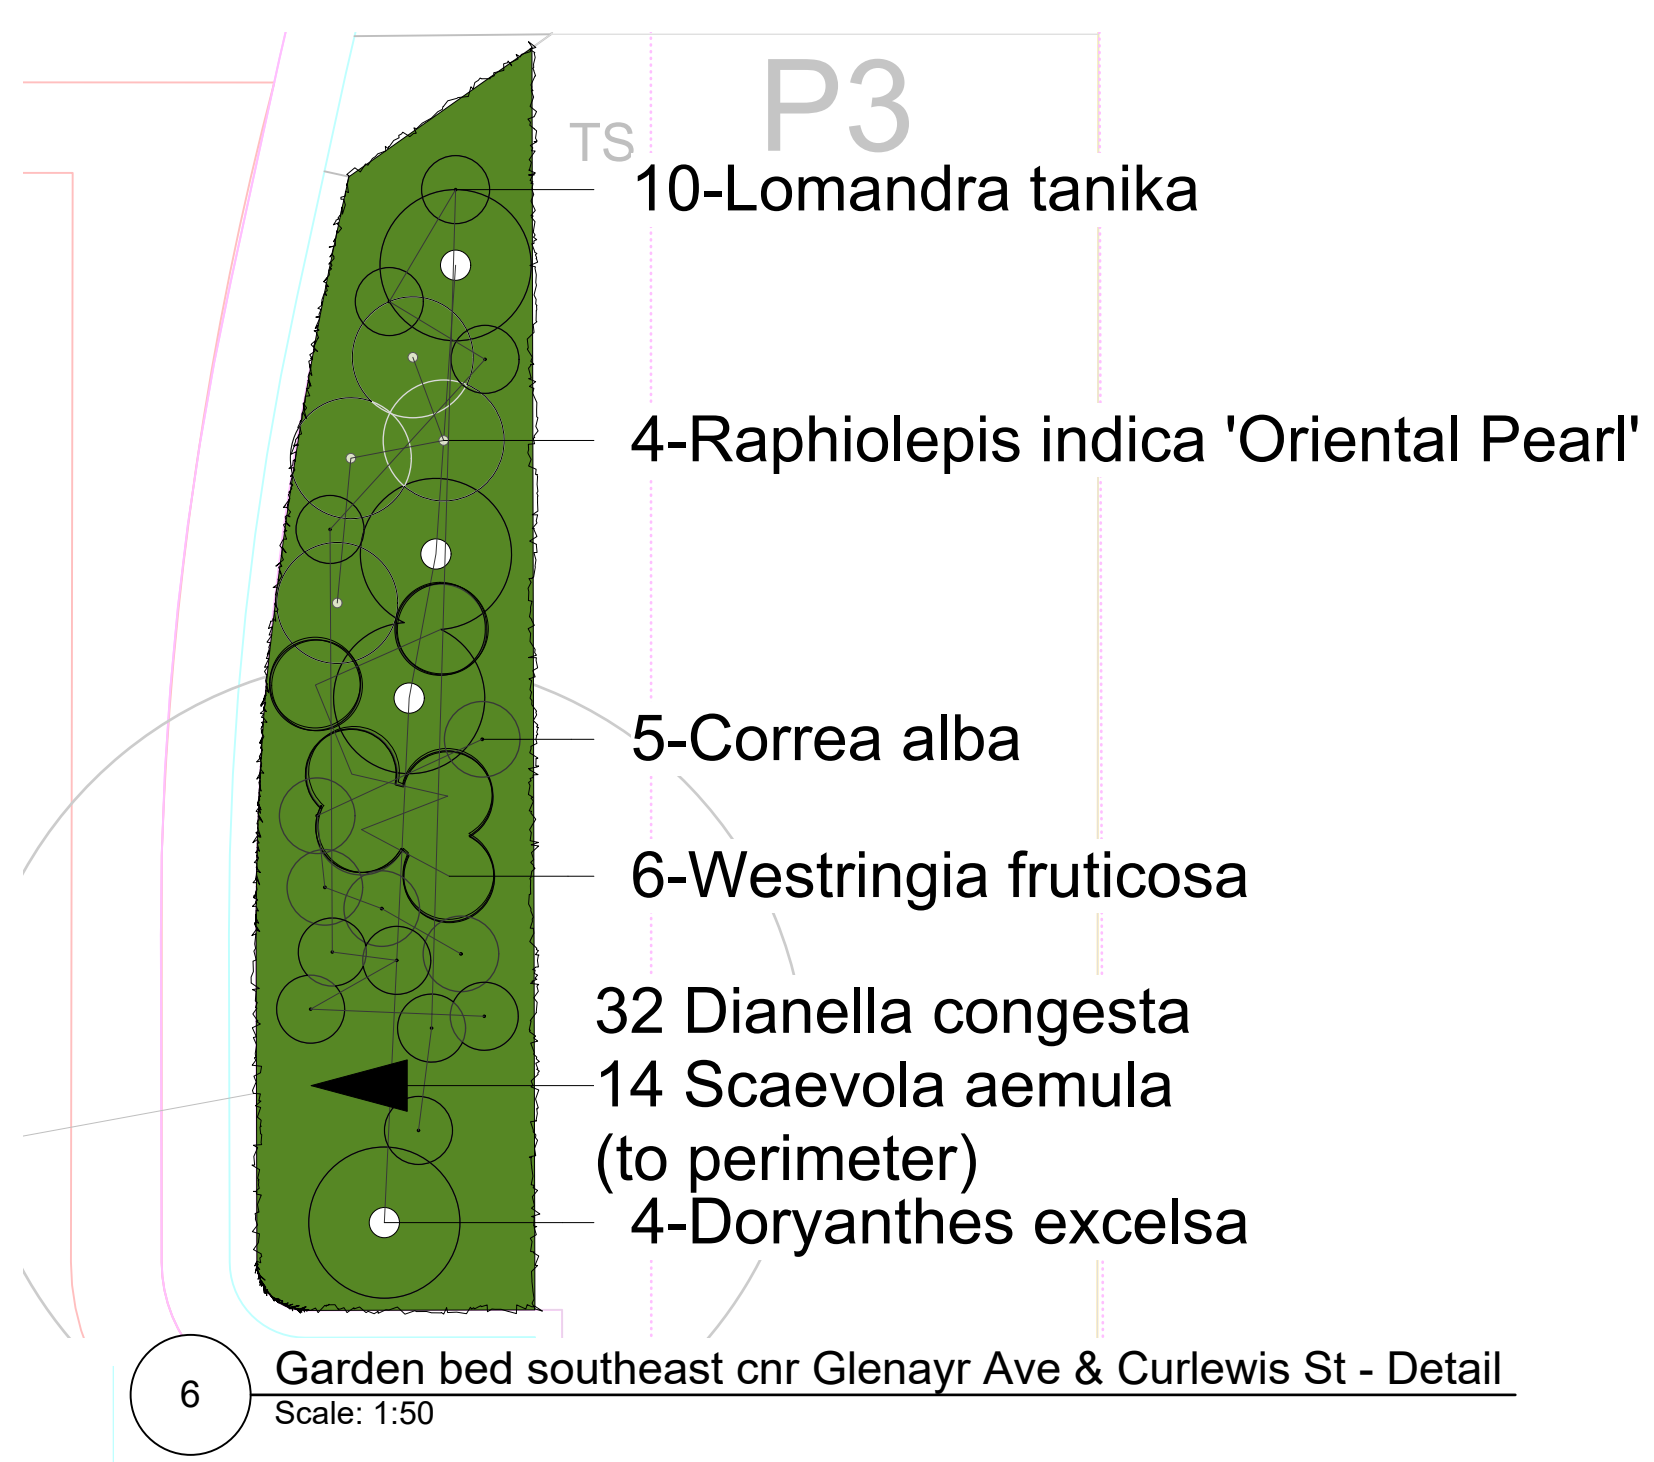 P3
TS
10-Lomandra tanika
4-Raphiolepis indica 'Oriental Pearl'
5-Correa alba
6-Westringia fruticosa
32 Dianella congesta
14 Scaevola aemula
(to perimeter)
4-Doryanthes excelsa
6
Garden bed southeast cnr Glenayr Ave & Curlewis St - Detail
Scale: 1:50